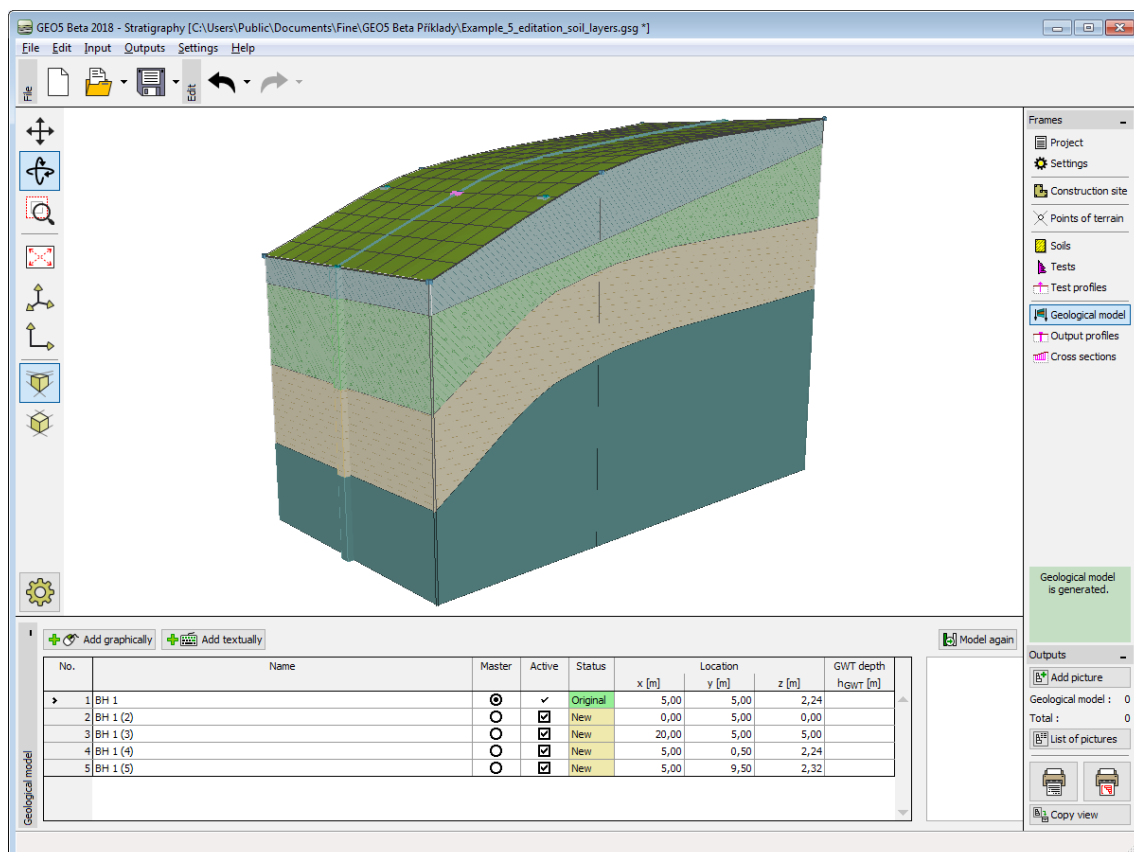 GEO5 Beta 2018 - Stratigraphy [C:\Users\Public\Documents\Fine\GEO5 Beta Příklady\Example_5_editation_soil_layers.gsg *]
File Edit Input Outputs Settings Help
File
Edit
Frames
Project
Settings
Construction site
Points of terrain
Soils
Tests
Test profiles
Geological model
Output profiles
Cross sections
Geological model
is generated.
Outputs
Add picture
Geological model : 0
Total : 0
List of pictures
Copy view
Geological model
Add graphically Add textually Model again
No. Name Master Active Status Location GWT depth
x [m] y [m] z [m] hGWT [m]
1 BH 1 Original 5,00 5,00 2,24
2 BH 1 (2) New 0,00 5,00 0,00
3 BH 1 (3) New 20,00 5,00 5,00
4 BH 1 (4) New 5,00 0,50 2,24
5 BH 1 (5) New 5,00 9,50 2,32